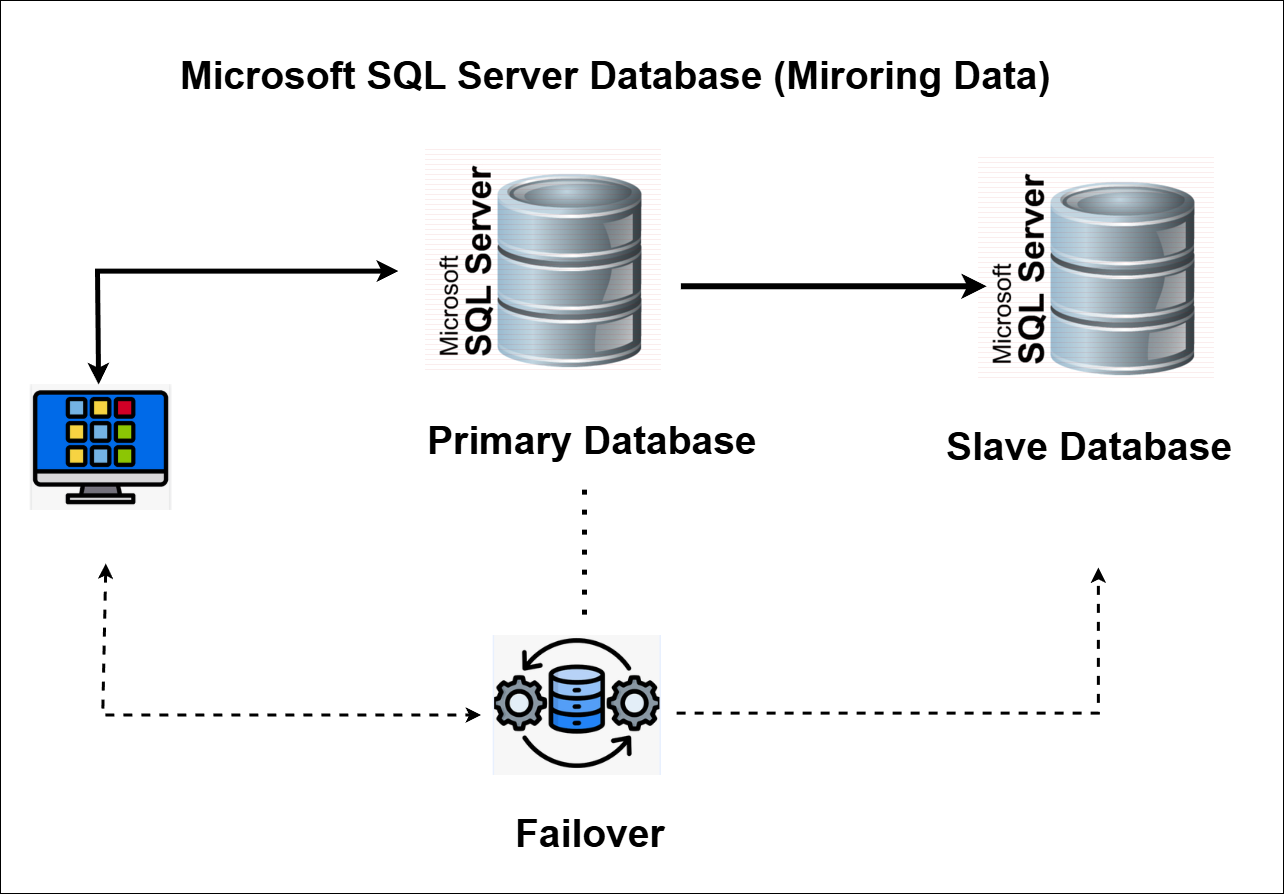 Microsoft SQL Server Database (Miroring Data)
Microsoft
SQL Server
Microsoft
SQL Server
Primary Database
Slave Database
Failover